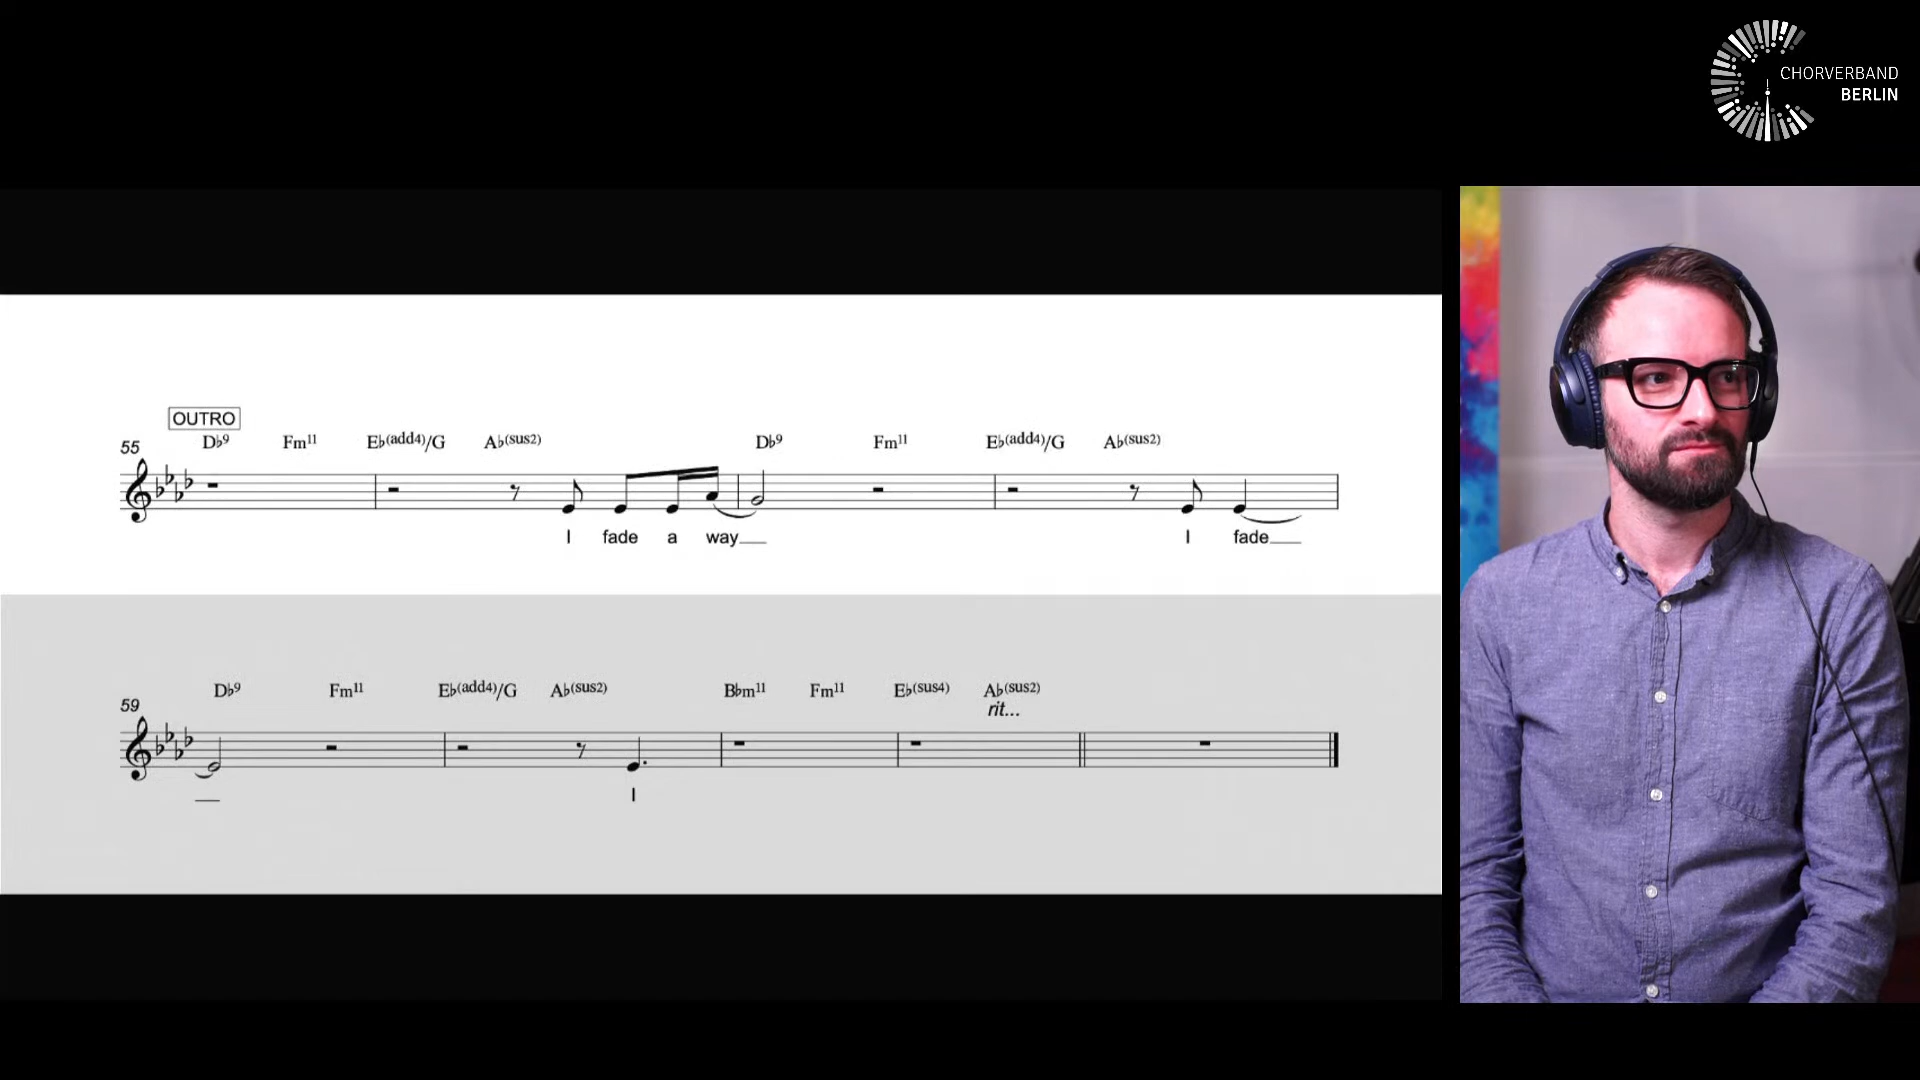 CHORVERBAND
BERLIN
OUTRO
55 D♭9 Fm11 E♭(add4)/G A♭(sus2) D♭9 Fm11 E♭(add4)/G A♭(sus2)
I fade a way I fade
59 D♭9 Fm11 E♭(add4)/G A♭(sus2) B♭m11 Fm11 E♭(sus4) A♭(sus2)
rit...
I